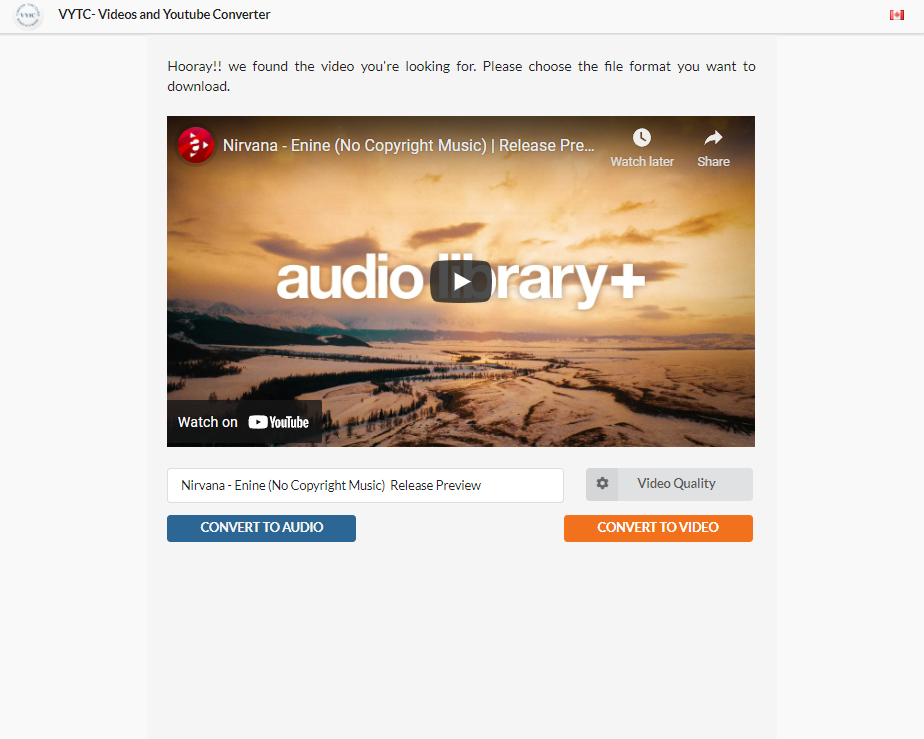 VYTC
VYTC- Videos and Youtube Converter
Hooray!! we found the video you're looking for. Please choose the file format you want to
download.
Nirvana - Enine (No Copyright Music) | Release Pre...
Watch later
Share
audio library+
Watch on YouTube
Nirvana - Enine (No Copyright Music) Release Preview
Video Quality
CONVERT TO AUDIO
CONVERT TO VIDEO